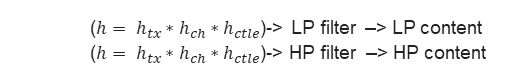 (h = h_tx * h_ch * h_ctle)-> LP filter –> LP content
(h = h_tx * h_ch * h_ctle)-> HP filter –> HP content